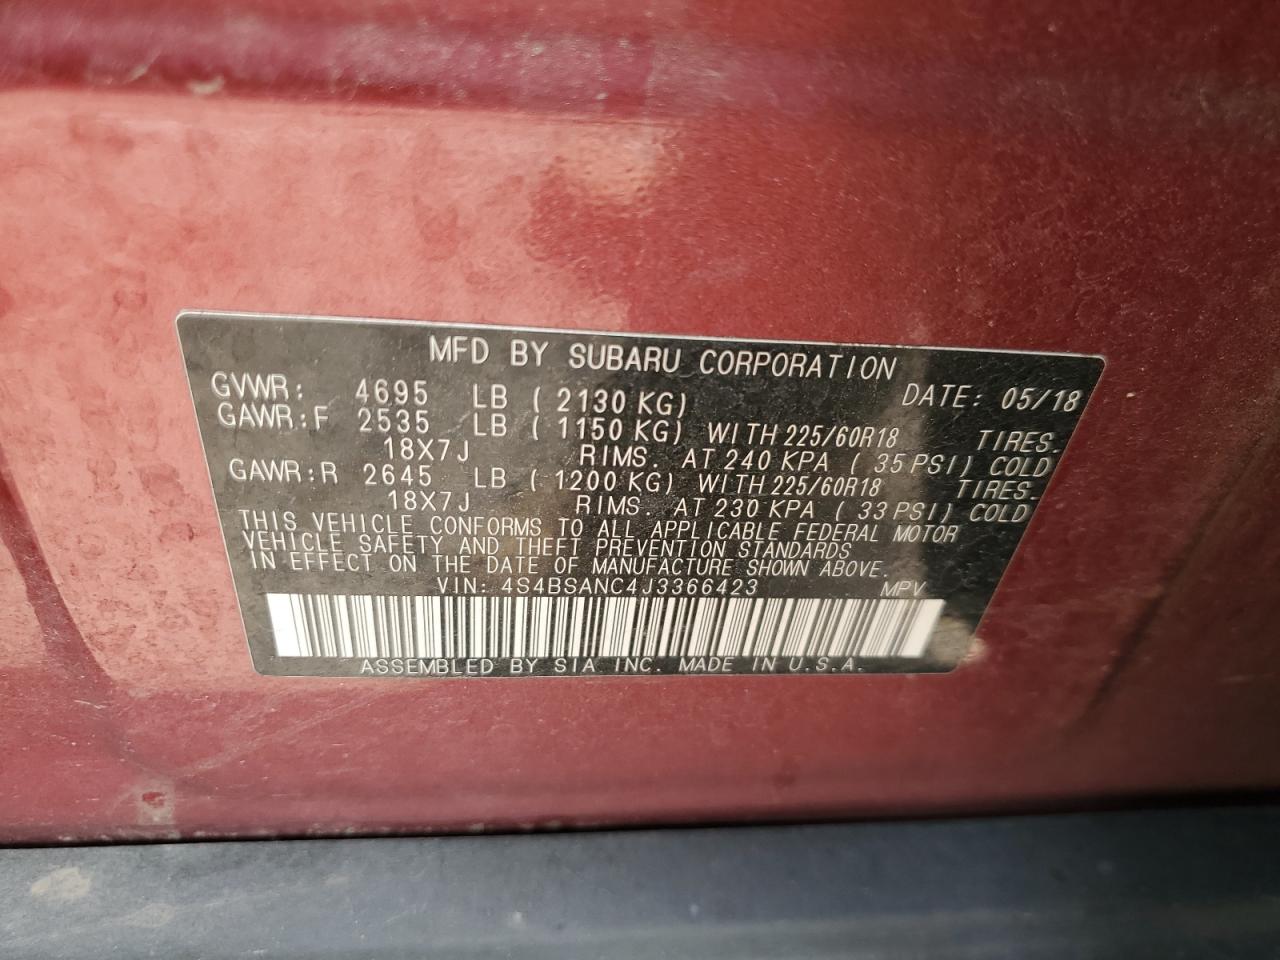 MFD BY SUBARU CORPORATION
GVWR: 4695 LB ( 2130 KG) DATE: 05/18
GAWR:F 2535 LB ( 1150 KG) WITH 225/60R18 TIRES.
18X7J RIMS. AT 240 KPA ( 35 PSI) COLD
GAWR:R 2645 LB ( 1200 KG) WITH 225/60R18 TIRES.
18X7J RIMS. AT 230 KPA ( 33 PSI) COLD
THIS VEHICLE CONFORMS TO ALL APPLICABLE FEDERAL MOTOR
VEHICLE SAFETY AND THEFT PREVENTION STANDARDS
IN EFFECT ON THE DATE OF MANUFACTURE SHOWN ABOVE.
VIN: 4S4BSANC4J3366423 MPV
ASSEMBLED BY SIA INC. MADE IN U.S.A.